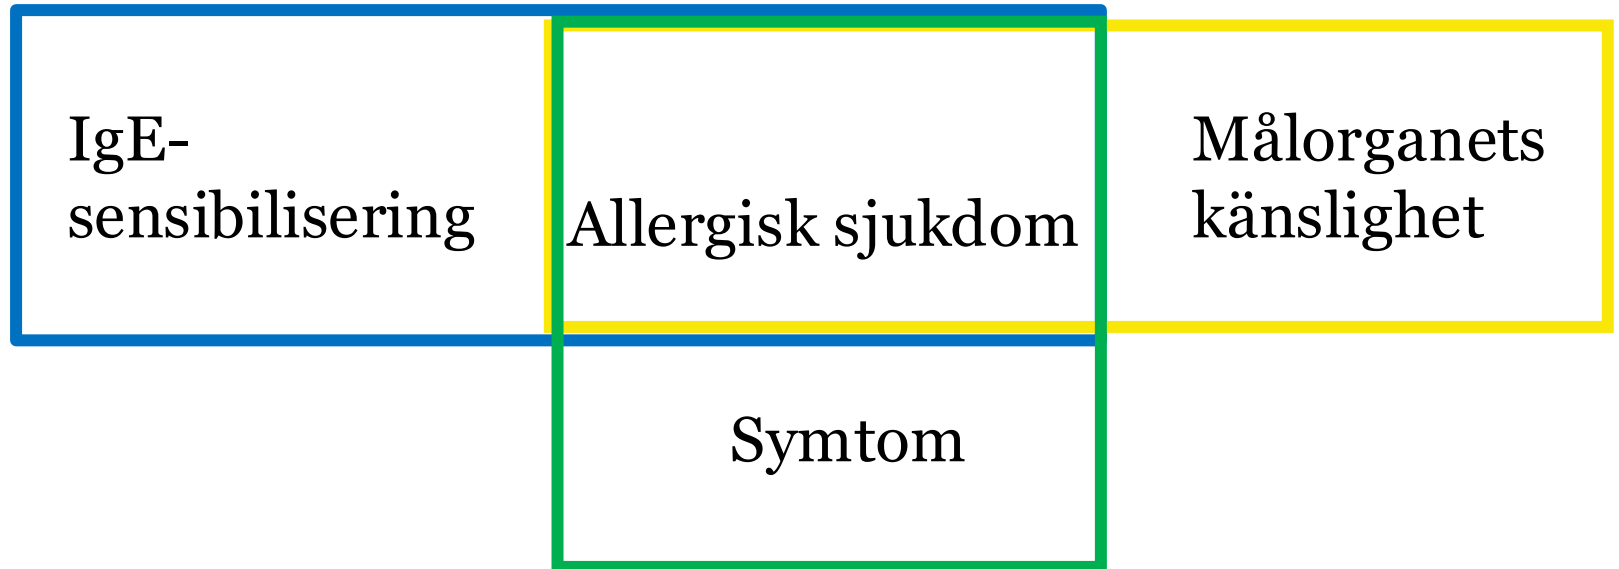 IgE-
sensibilisering
Allergisk sjukdom
Målorganets
känslighet
Symtom